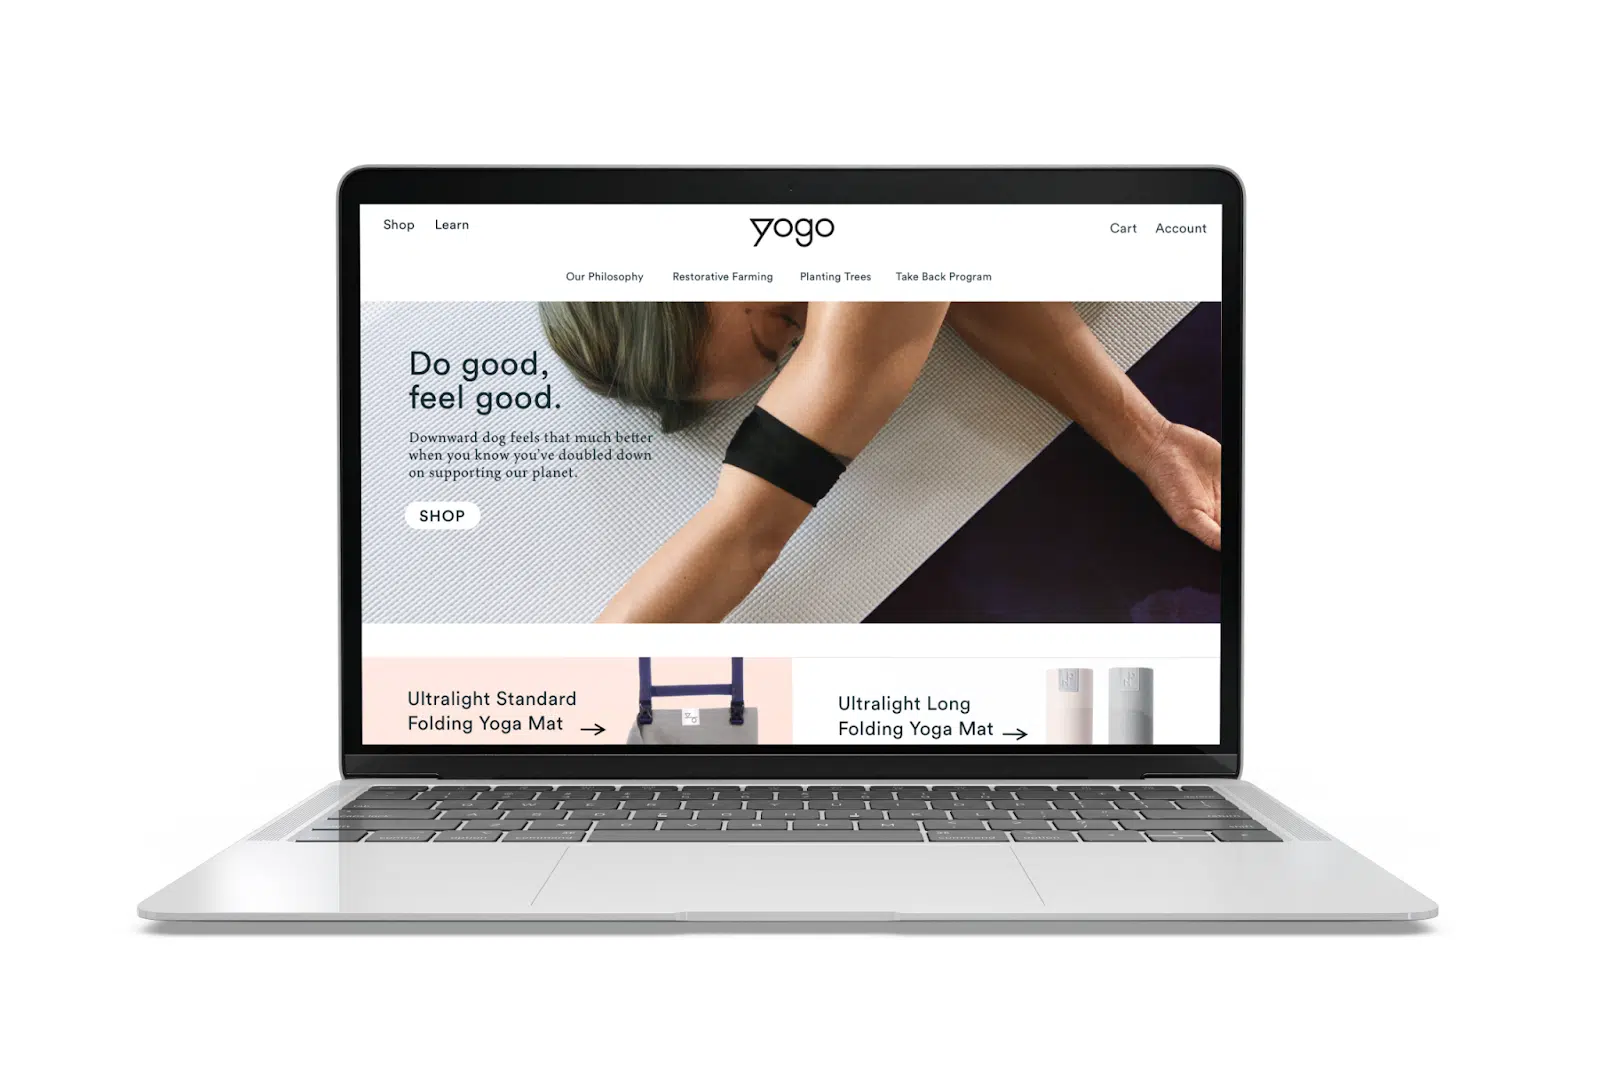 Shop Learn
yogo
Cart Account
Our Philosophy Restorative Farming Planting Trees Take Back Program
Do good,
feel good.
Downward dog feels that much better
when you know you've doubled down
on supporting our planet.
SHOP
Ultralight Standard
Folding Yoga Mat →
Ultralight Long
Folding Yoga Mat →